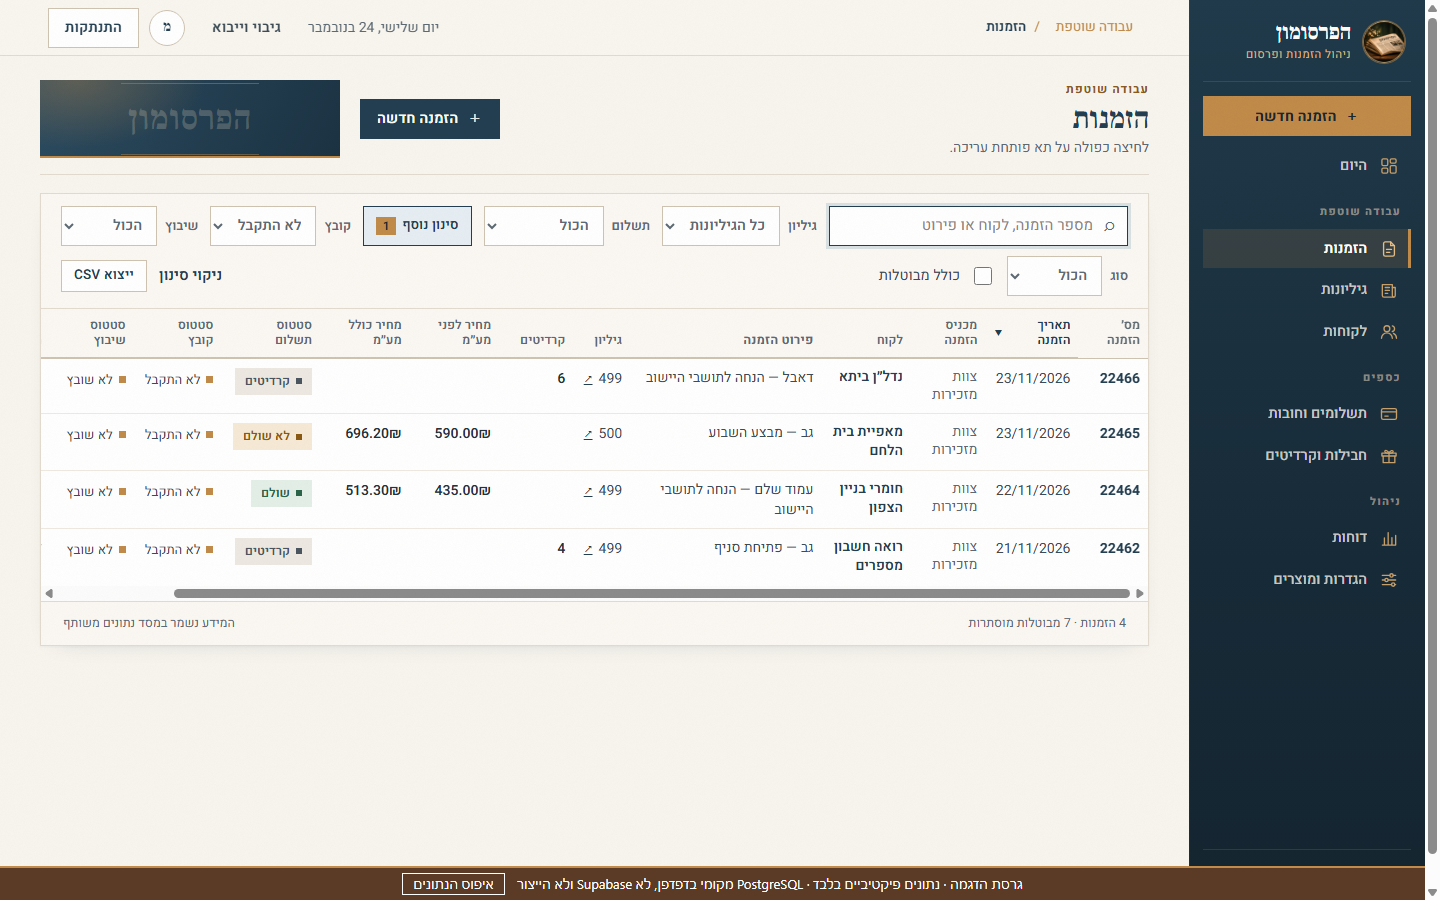 הפרסומון
ניהול הזמנות ופרסום
+ הזמנה חדשה
היום
עבודה שוטפת
הזמנות
גיליונות
לקוחות
כספים
תשלומים וחובות
חבילות וקרדיטים
ניהול
דוחות
הגדרות ומוצרים
עבודה שוטפת / הזמנות
יום שלישי, 24 בנובמבר
גיבוי וייבוא
מ
התנתקות
עבודה שוטפת
הזמנות
לחיצה כפולה על תא פותחת עריכה.
+ הזמנה חדשה
הפרסומון
מספר הזמנה, לקוח או פירוט
גיליון כל הגיליונות
תשלום הכול
סינון נוסף 1
קובץ לא התקבל
שיבוץ הכול
סוג הכול
כולל מבוטלות
ניקוי סינון
ייצוא CSV
מס׳ הזמנה תאריך הזמנה ▼ מכניס הזמנה לקוח פירוט הזמנה גיליון קרדיטים מחיר לפני מע״מ מחיר כולל מע״מ סטטוס תשלום סטטוס קובץ סטטוס שיבוץ
22466 23/11/2026 צוות מזכירות נדל״ן ביתא דאבל — הנחה לתושבי היישוב 499 ↗ 6 קרדיטים לא התקבל לא שובץ
22465 23/11/2026 צוות מזכירות מאפיית בית הלחם גב — מבצע השבוע 500 ↗ ₪590.00 ₪696.20 לא שולם לא התקבל לא שובץ
22464 22/11/2026 צוות מזכירות חומרי בניין הצפון עמוד שלם — הנחה לתושבי היישוב 499 ↗ ₪435.00 ₪513.30 שולם לא התקבל לא שובץ
22462 21/11/2026 צוות מזכירות רואה חשבון מספרים גב — פתיחת סניף 499 ↗ 4 קרדיטים לא התקבל לא שובץ
4 הזמנות · 7 מבוטלות מוסתרות
המידע נשמר במסד נתונים משותף
גרסת הדגמה · נתונים פיקטיביים בלבד · PostgreSQL מקומי בדפדפן, לא Supabase ולא הייצור
איפוס הנתונים